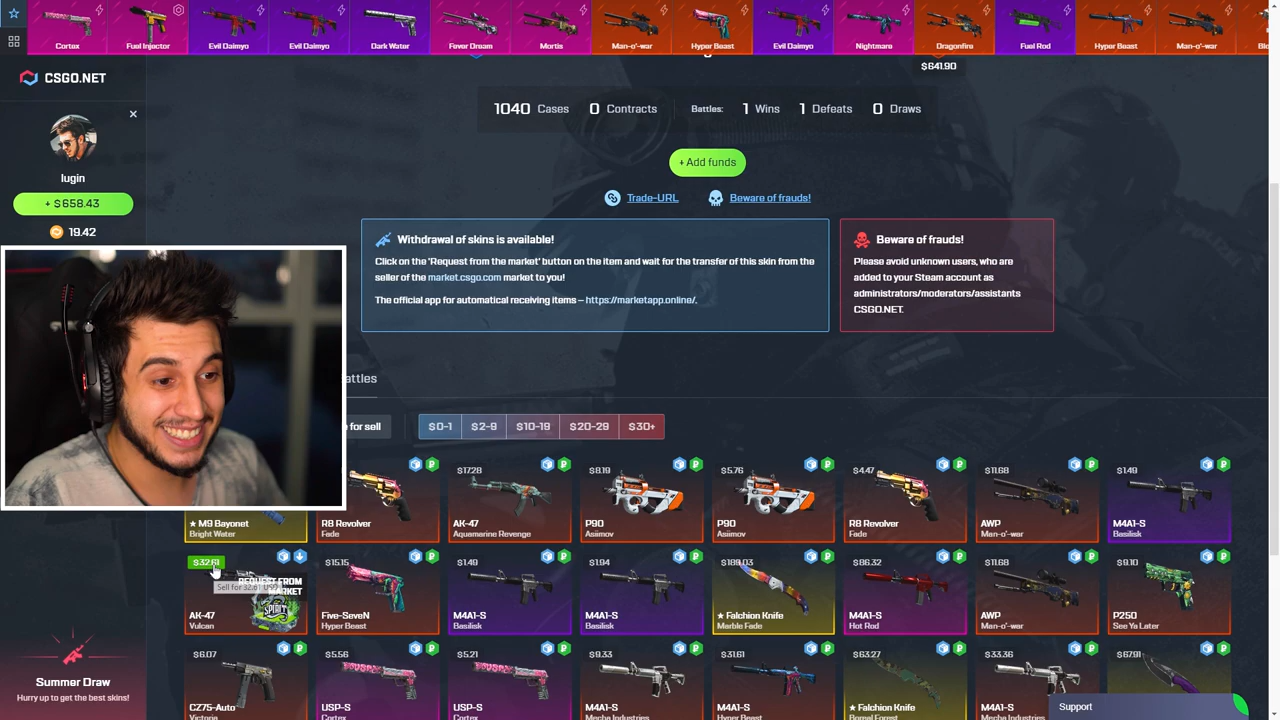 Cortex
Fuel Injector
Evil Daimyo
Evil Daimyo
Dark Water
Fever Dream
Mortis
Man-o'-war
Hyper Beast
Evil Daimyo
Nightmare
Dragonfire
Fuel Rod
Hyper Beast
Man-o'-war
$641.90
CSGO.NET
1040 Cases 0 Contracts Battles: 1 Wins 1 Defeats 0 Draws
+ Add funds
lugin
Trade-URL Beware of frauds!
+ $658.43
19.42
Withdrawal of skins is available!
Click on the 'Request from the market' button on the item and wait for the transfer of this skin from the
seller of the market.csgo.com market to you!
The official app for automatical receiving items – https://marketapp.online/.
Beware of frauds!
Please avoid unknown users, who are
added to your Steam account as
administrators/moderators/assistants
CSGO.NET.
for sell
$0-1 $2-9 $10-19 $20-29 $30+
★ M9 Bayonet
Bright Water
R8 Revolver
Fade
$17.28
AK-47
Aquamarine Revenge
$8.19
P90
Asiimov
$5.76
P90
Asiimov
$4.47
R8 Revolver
Fade
$11.68
AWP
Man-o'-war
$1.49
M4A1-S
Basilisk
$32.61
Sell for 32.61 USD
REQUEST FROM
MARKET
SPIRIT
AK-47
Vulcan
$15.15
Five-SeveN
Hyper Beast
$1.49
M4A1-S
Basilisk
$1.94
M4A1-S
Basilisk
$189.03
★ Falchion Knife
Marble Fade
$86.32
M4A1-S
Hot Rod
$11.68
AWP
Man-o'-war
$9.10
P250
See Ya Later
$6.07
CZ75-Auto
Victoria
$5.56
USP-S
Cortex
$5.21
USP-S
Cortex
$9.33
M4A1-S
Mecha Industries
$31.61
M4A1-S
Hyper Beast
$63.27
★ Falchion Knife
Boreal Forest
$33.36
M4A1-S
$67.91
Summer Draw
Hurry up to get the best skins!
Support